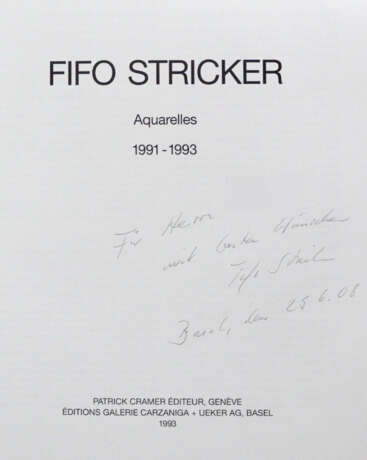 FIFO STRICKER
Aquarelles
1991 - 1993
Für Herrn
mit besten Wünschen
Fifo Stricker
Basel, den 25.6.08
PATRICK CRAMER ÉDITEUR, GENÈVE
ÉDITIONS GALERIE CARZANIGA + UEKER AG, BASEL
1993